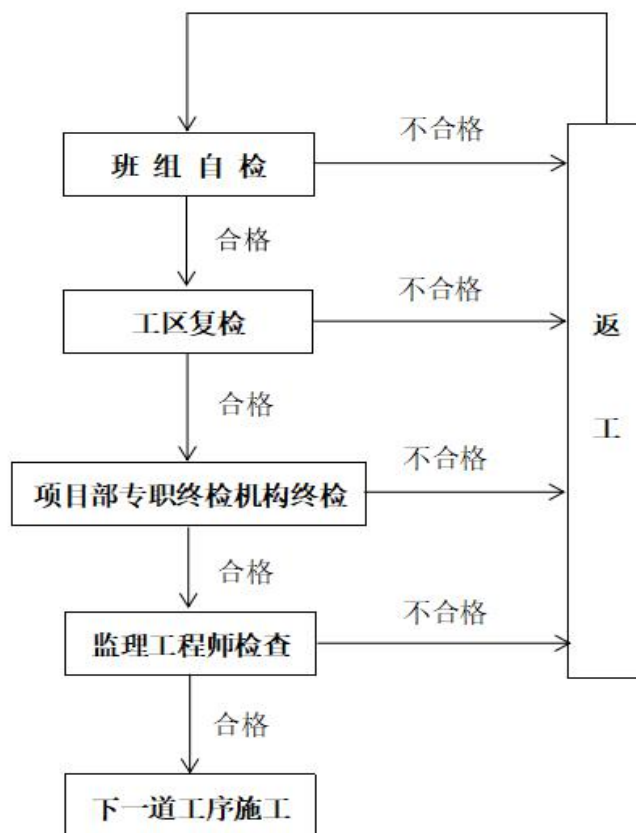 不合格
班 组 自 检
合格
不合格
工区复检
返
合格
工
不合格
项目部专职终检机构终检
合格
不合格
监理工程师检查
合格
下一道工序施工